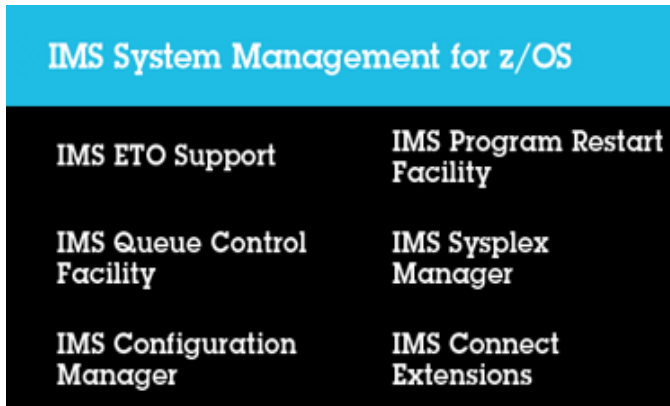 IMS System Management for z/OS
IMS ETO Support
IMS Program Restart
Facility
IMS Queue Control
Facility
IMS Sysplex
Manager
IMS Configuration
Manager
IMS Connect
Extensions